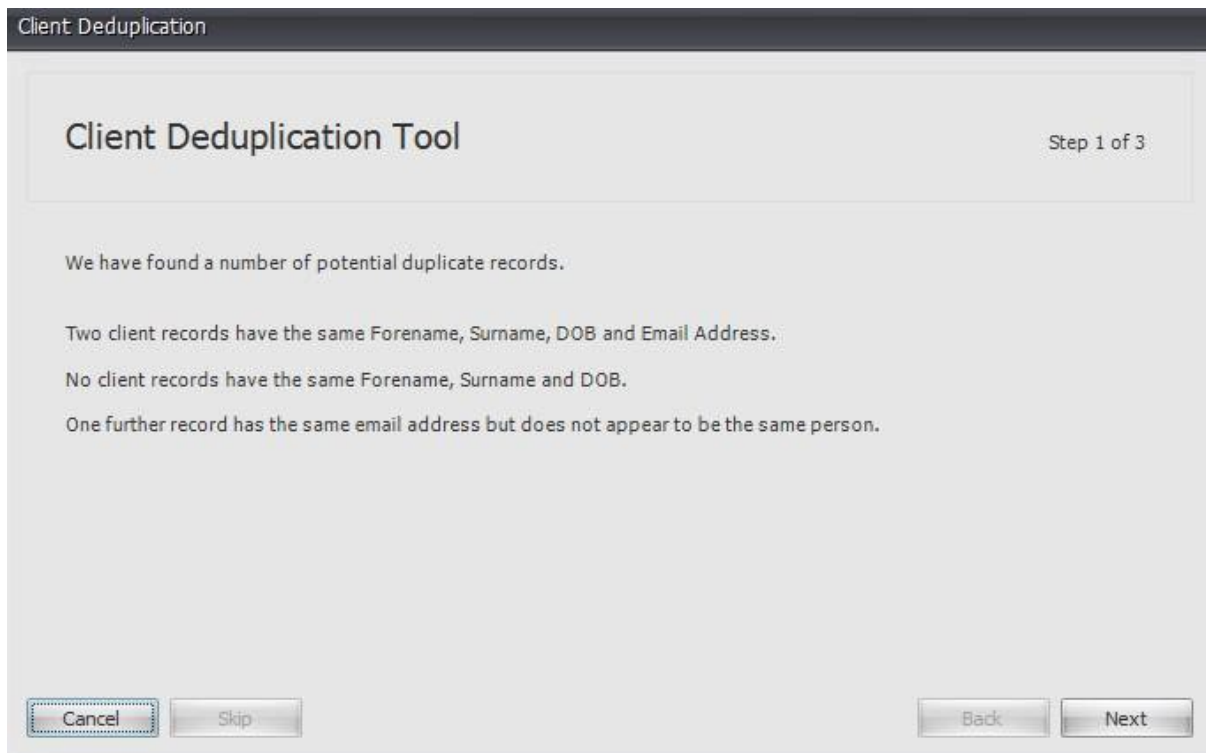 Client Deduplication
Client Deduplication Tool
Step 1 of 3
We have found a number of potential duplicate records.
Two client records have the same Forename, Surname, DOB and Email Address.
No client records have the same Forename, Surname and DOB.
One further record has the same email address but does not appear to be the same person.
Cancel
Skip
Back
Next